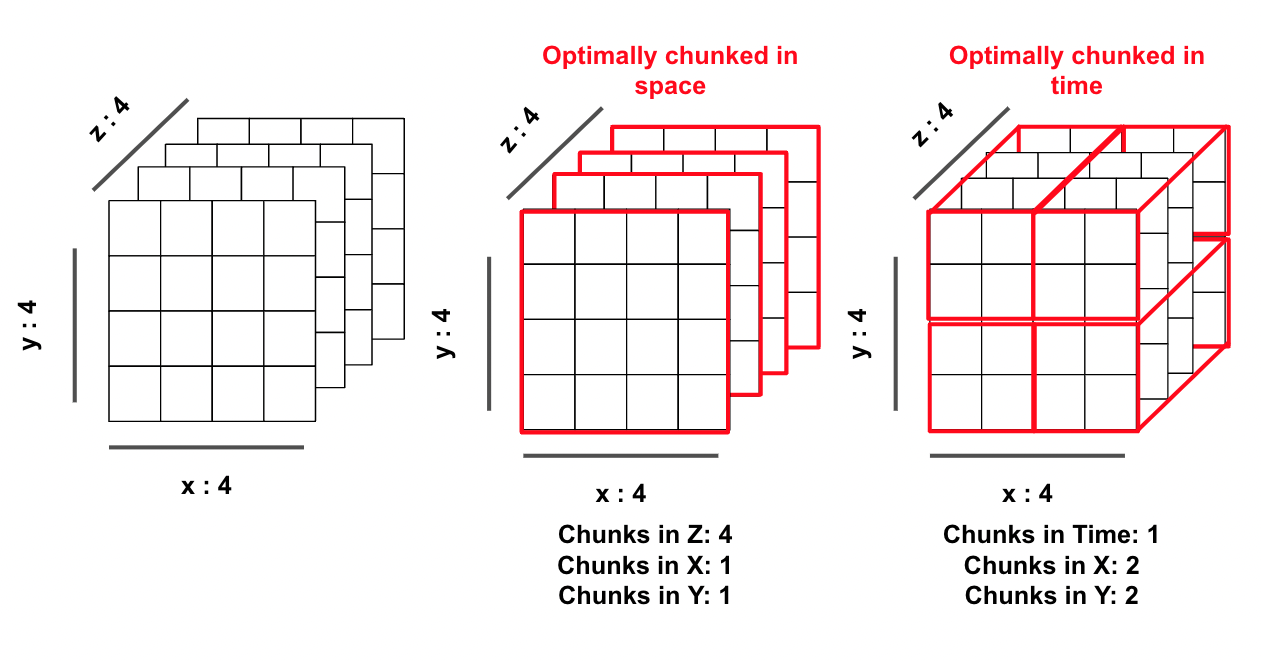 z : 4
y : 4
x : 4
Optimally chunked in
space
z : 4
y : 4
x : 4
Chunks in Z: 4
Chunks in X: 1
Chunks in Y: 1
Optimally chunked in
time
z : 4
y : 4
x : 4
Chunks in Time: 1
Chunks in X: 2
Chunks in Y: 2